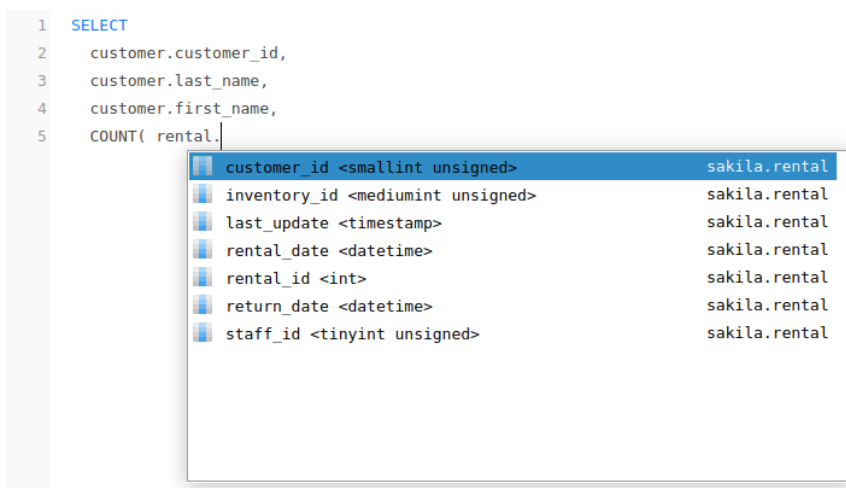 1 SELECT
2 customer.customer_id,
3 customer.last_name,
4 customer.first_name,
5 COUNT( rental.
customer_id <smallint unsigned> sakila.rental
inventory_id <mediumint unsigned> sakila.rental
last_update <timestamp> sakila.rental
rental_date <datetime> sakila.rental
rental_id <int> sakila.rental
return_date <datetime> sakila.rental
staff_id <tinyint unsigned> sakila.rental